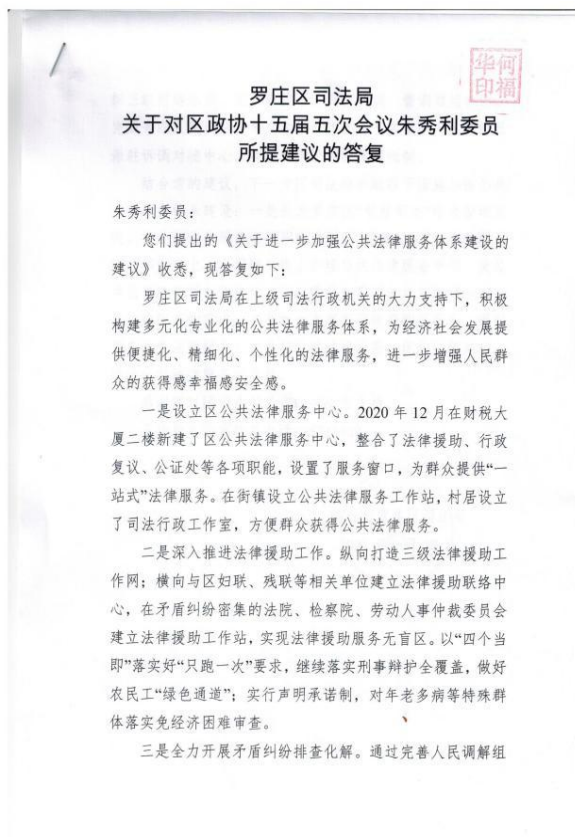 华何
印福
罗庄区司法局
关于对区政协十五届五次会议朱秀利委员
所提建议的答复
朱秀利委员：
您们提出的《关于进一步加强公共法律服务体系建设的
建议》收悉，现答复如下：
罗庄区司法局在上级司法行政机关的大力支持下，积极
构建多元化专业化的公共法律服务体系，为经济社会发展提
供便捷化、精细化、个性化的法律服务，进一步增强人民群
众的获得感幸福感安全感。
一是设立区公共法律服务中心。2020 年 12 月在财税大
厦二楼新建了区公共法律服务中心，整合了法律援助、行政
复议、公证处等各项职能，设置了服务窗口，为群众提供“一
站式”法律服务。在街镇设立公共法律服务工作站，村居设立
了司法行政工作室，方便群众获得公共法律服务。
二是深入推进法律援助工作。纵向打造三级法律援助工
作网；横向与区妇联、残联等相关单位建立法律援助联络中
心，在矛盾纠纷密集的法院、检察院、劳动人事仲裁委员会
建立法律援助工作站，实现法律援助服务无盲区。以“四个当
即”落实好“只跑一次”要求，继续落实刑事辩护全覆盖，做好
农民工“绿色通道”；实行声明承诺制，对年老多病等特殊群
体落实免经济困难审查。
三是全力开展矛盾纠纷排查化解。通过完善人民调解组